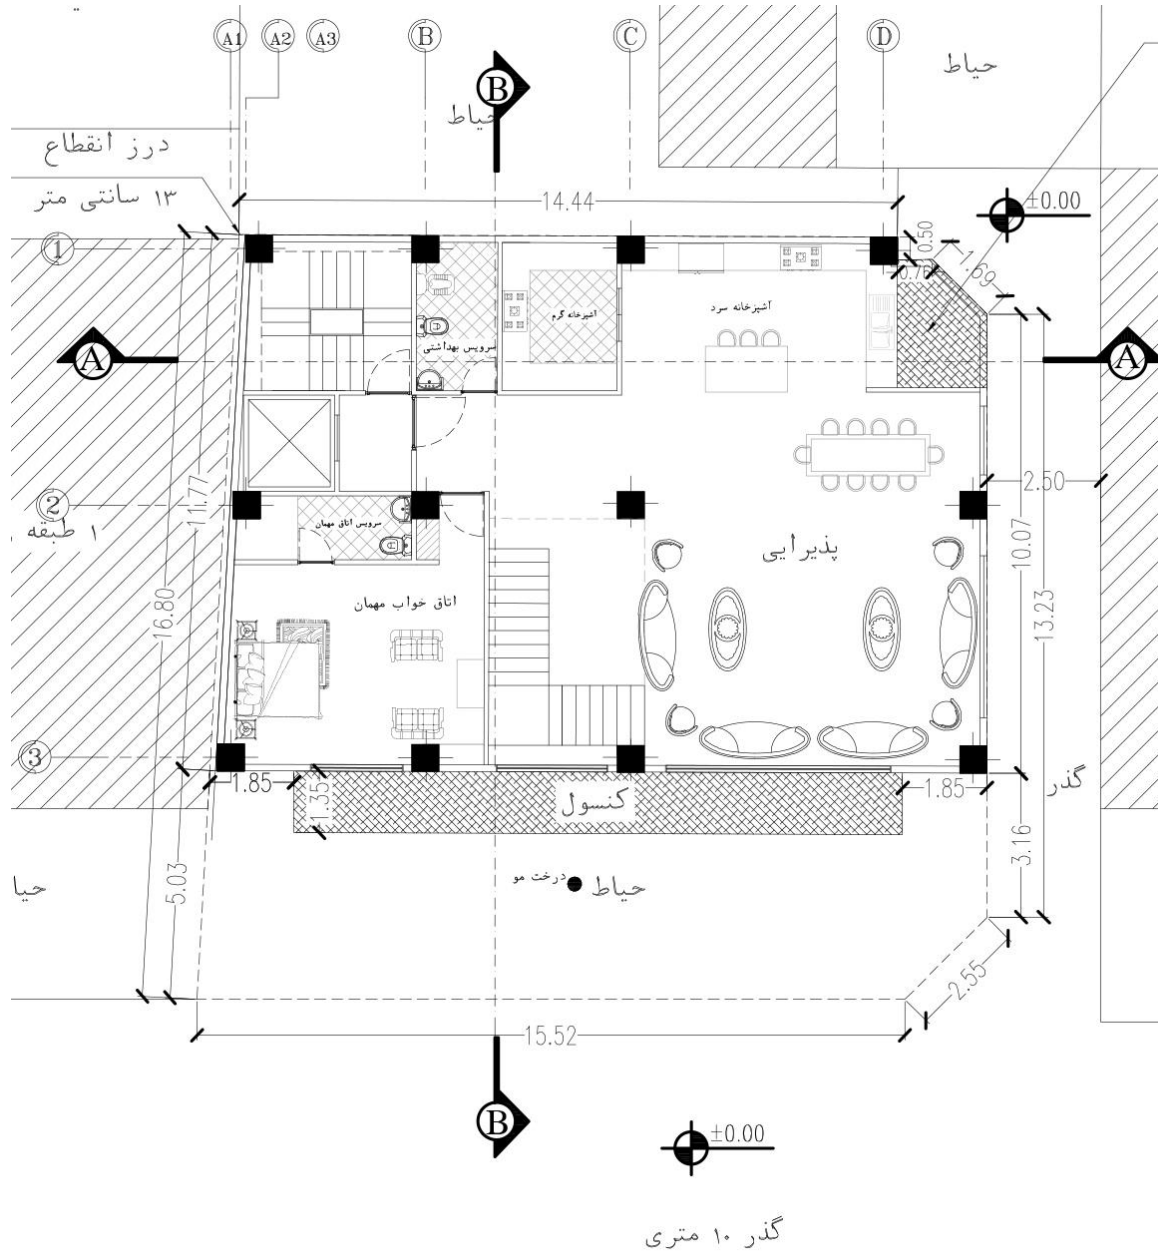 A1
A2
A3
B
C
D
B
حیاط
حیاط
درز انقطاع
۱۳ سانتی متر
14.44
±0.00
0.50
0.76
1.69
1
آشپزخانه سرد
آشپزخانه گرم
سرویس بهداشتی
A
A
11.77
16.80
2
۱ طبقه
سرویس اتاق مهمان
2.50
10.07
13.23
پذیرایی
اتاق خواب مهمان
3
1.85
1.35
کنسول
1.85
گذر
3.16
5.03
درخت مو
حیاط
حیا
2.55
15.52
B
±0.00
گذر ۱۰ متری